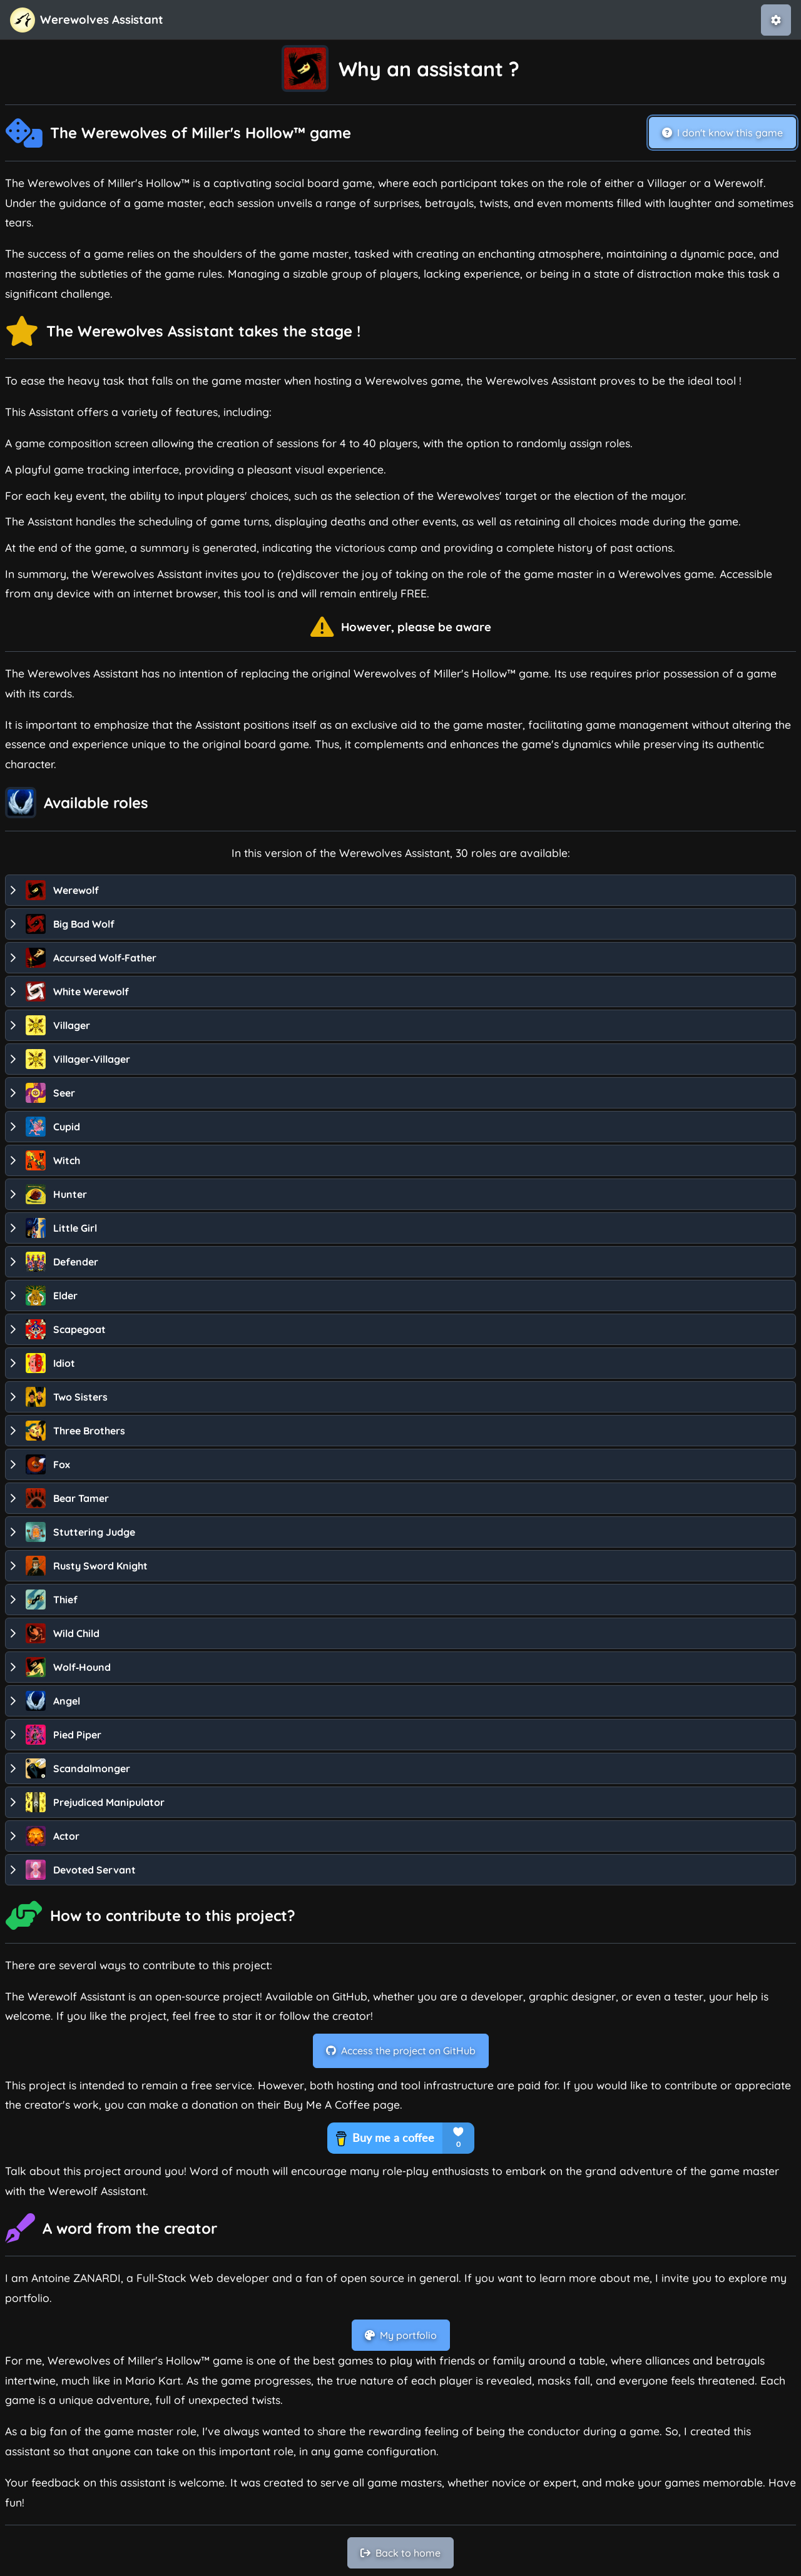 Werewolves Assistant
Why an assistant ?
The Werewolves of Miller's Hollow™ game
I don't know this game
The Werewolves of Miller's Hollow™ is a captivating social board game, where each participant takes on the role of either a Villager or a Werewolf.
Under the guidance of a game master, each session unveils a range of surprises, betrayals, twists, and even moments filled with laughter and sometimes
tears.
The success of a game relies on the shoulders of the game master, tasked with creating an enchanting atmosphere, maintaining a dynamic pace, and
mastering the subtleties of the game rules. Managing a sizable group of players, lacking experience, or being in a state of distraction make this task a
significant challenge.
The Werewolves Assistant takes the stage !
To ease the heavy task that falls on the game master when hosting a Werewolves game, the Werewolves Assistant proves to be the ideal tool !
This Assistant offers a variety of features, including:
A game composition screen allowing the creation of sessions for 4 to 40 players, with the option to randomly assign roles.
A playful game tracking interface, providing a pleasant visual experience.
For each key event, the ability to input players' choices, such as the selection of the Werewolves' target or the election of the mayor.
The Assistant handles the scheduling of game turns, displaying deaths and other events, as well as retaining all choices made during the game.
At the end of the game, a summary is generated, indicating the victorious camp and providing a complete history of past actions.
In summary, the Werewolves Assistant invites you to (re)discover the joy of taking on the role of the game master in a Werewolves game. Accessible
from any device with an internet browser, this tool is and will remain entirely FREE.
However, please be aware
The Werewolves Assistant has no intention of replacing the original Werewolves of Miller's Hollow™ game. Its use requires prior possession of a game
with its cards.
It is important to emphasize that the Assistant positions itself as an exclusive aid to the game master, facilitating game management without altering the
essence and experience unique to the original board game. Thus, it complements and enhances the game's dynamics while preserving its authentic
character.
Available roles
In this version of the Werewolves Assistant, 30 roles are available:
Werewolf
Big Bad Wolf
Accursed Wolf-Father
White Werewolf
Villager
Villager-Villager
Seer
Cupid
Witch
Hunter
Little Girl
Defender
Elder
Scapegoat
Idiot
Two Sisters
Three Brothers
Fox
Bear Tamer
Stuttering Judge
Rusty Sword Knight
Thief
Wild Child
Wolf-Hound
Angel
Pied Piper
Scandalmonger
Prejudiced Manipulator
Actor
Devoted Servant
How to contribute to this project?
There are several ways to contribute to this project:
The Werewolf Assistant is an open-source project! Available on GitHub, whether you are a developer, graphic designer, or even a tester, your help is
welcome. If you like the project, feel free to star it or follow the creator!
Access the project on GitHub
This project is intended to remain a free service. However, both hosting and tool infrastructure are paid for. If you would like to contribute or appreciate
the creator's work, you can make a donation on their Buy Me A Coffee page.
Buy me a coffee
0
Talk about this project around you! Word of mouth will encourage many role-play enthusiasts to embark on the grand adventure of the game master
with the Werewolf Assistant.
A word from the creator
I am Antoine ZANARDI, a Full-Stack Web developer and a fan of open source in general. If you want to learn more about me, I invite you to explore my
portfolio.
My portfolio
For me, Werewolves of Miller's Hollow™ game is one of the best games to play with friends or family around a table, where alliances and betrayals
intertwine, much like in Mario Kart. As the game progresses, the true nature of each player is revealed, masks fall, and everyone feels threatened. Each
game is a unique adventure, full of unexpected twists.
As a big fan of the game master role, I've always wanted to share the rewarding feeling of being the conductor during a game. So, I created this
assistant so that anyone can take on this important role, in any game configuration.
Your feedback on this assistant is welcome. It was created to serve all game masters, whether novice or expert, and make your games memorable. Have
fun!
Back to home